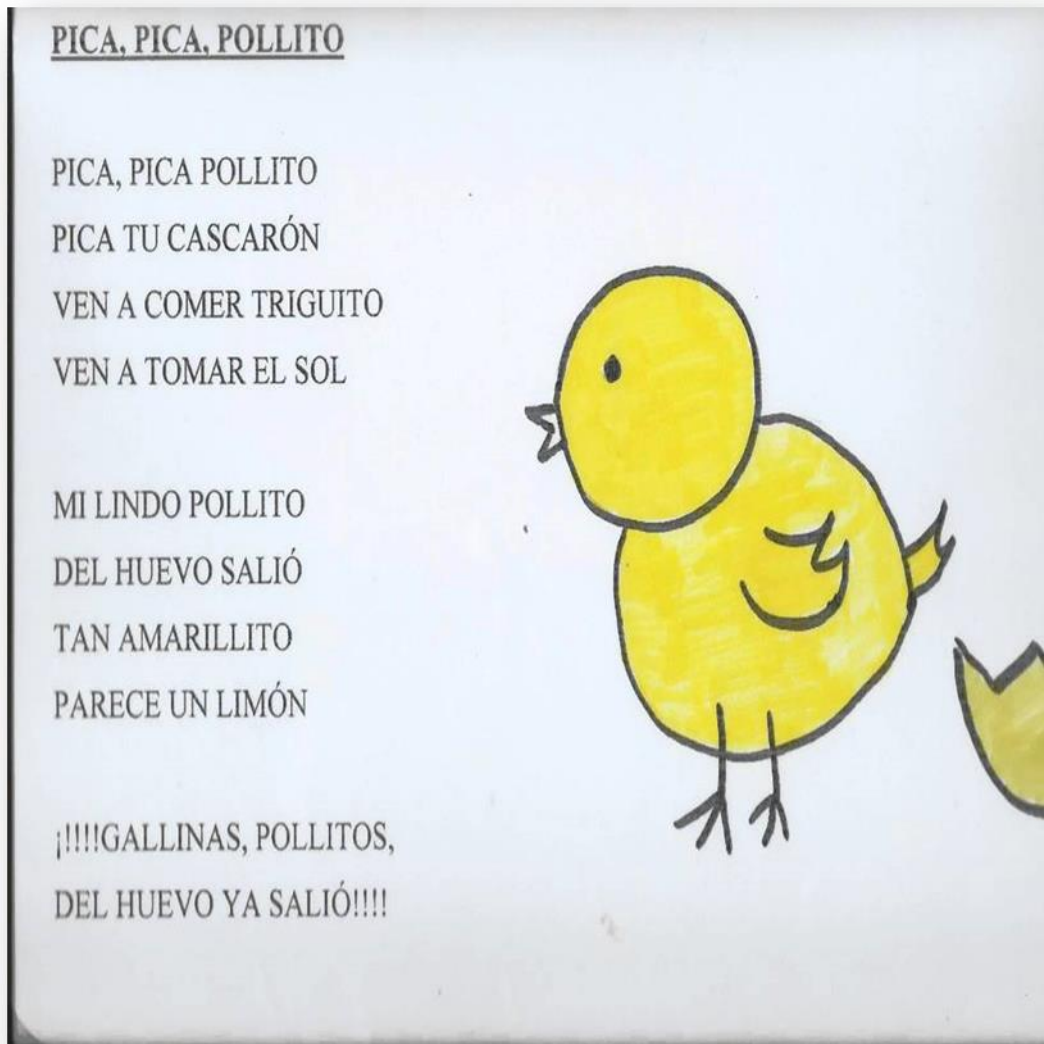 PICA, PICA, POLLITO
PICA, PICA POLLITO
PICA TU CASCARÓN
VEN A COMER TRIGUITO
VEN A TOMAR EL SOL
MI LINDO POLLITO
DEL HUEVO SALIÓ
TAN AMARILLITO
PARECE UN LIMÓN
¡!!!!GALLINAS, POLLITOS,
DEL HUEVO YA SALIÓ!!!!